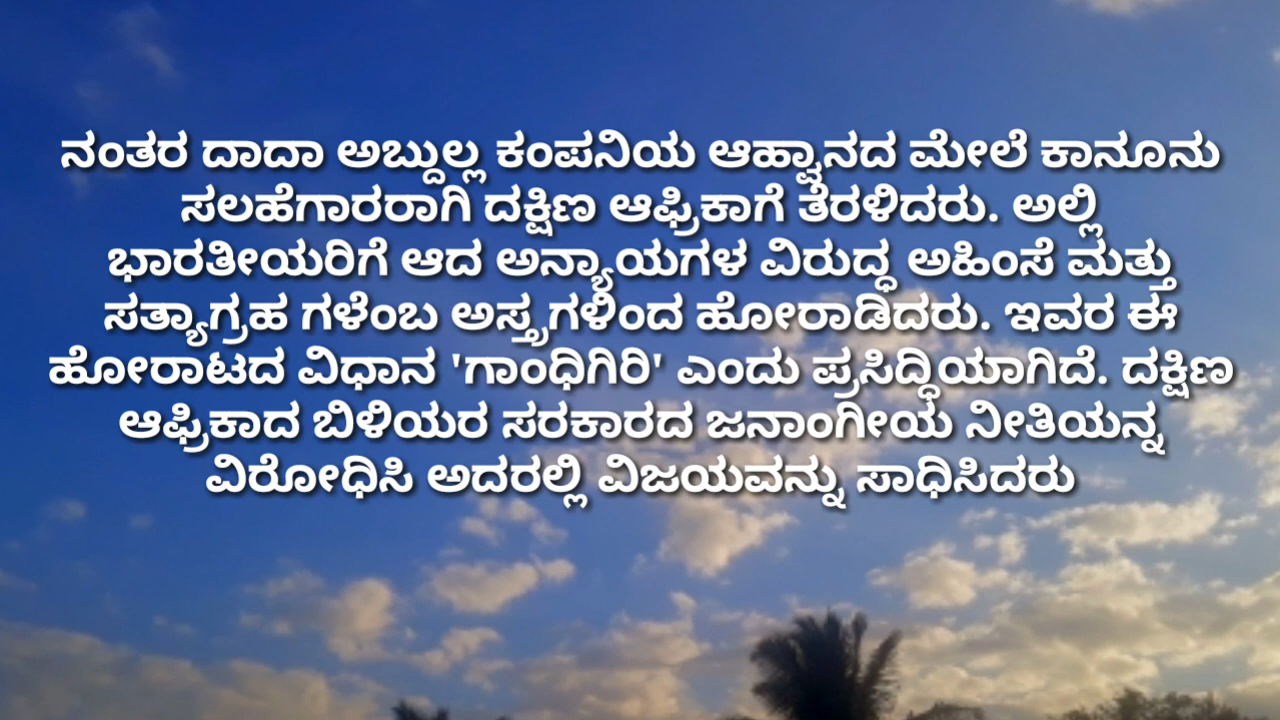 ನಂತರ ದಾದಾ ಅಬ್ದುಲ್ಲ ಕಂಪನಿಯ ಆಹ್ವಾನದ ಮೇಲೆ ಕಾನೂನು
ಸಲಹೆಗಾರರಾಗಿ ದಕ್ಷಿಣ ಆಫ್ರಿಕಾಗೆ ತೆರಳಿದರು. ಅಲ್ಲಿ
ಭಾರತೀಯರಿಗೆ ಆದ ಅನ್ಯಾಯಗಳ ವಿರುದ್ಧ ಅಹಿಂಸೆ ಮತ್ತು
ಸತ್ಯಾಗ್ರಹ ಗಳೆಂಬ ಅಸ್ತ್ರಗಳಿಂದ ಹೋರಾಡಿದರು. ಇವರ ಈ
ಹೋರಾಟದ ವಿಧಾನ 'ಗಾಂಧಿಗಿರಿ' ಎಂದು ಪ್ರಸಿದ್ಧಿಯಾಗಿದೆ. ದಕ್ಷಿಣ
ಆಫ್ರಿಕಾದ ಬಿಳಿಯರ ಸರಕಾರದ ಜನಾಂಗೀಯ ನೀತಿಯನ್ನ
ವಿರೋಧಿಸಿ ಅದರಲ್ಲಿ ವಿಜಯವನ್ನು ಸಾಧಿಸಿದರು